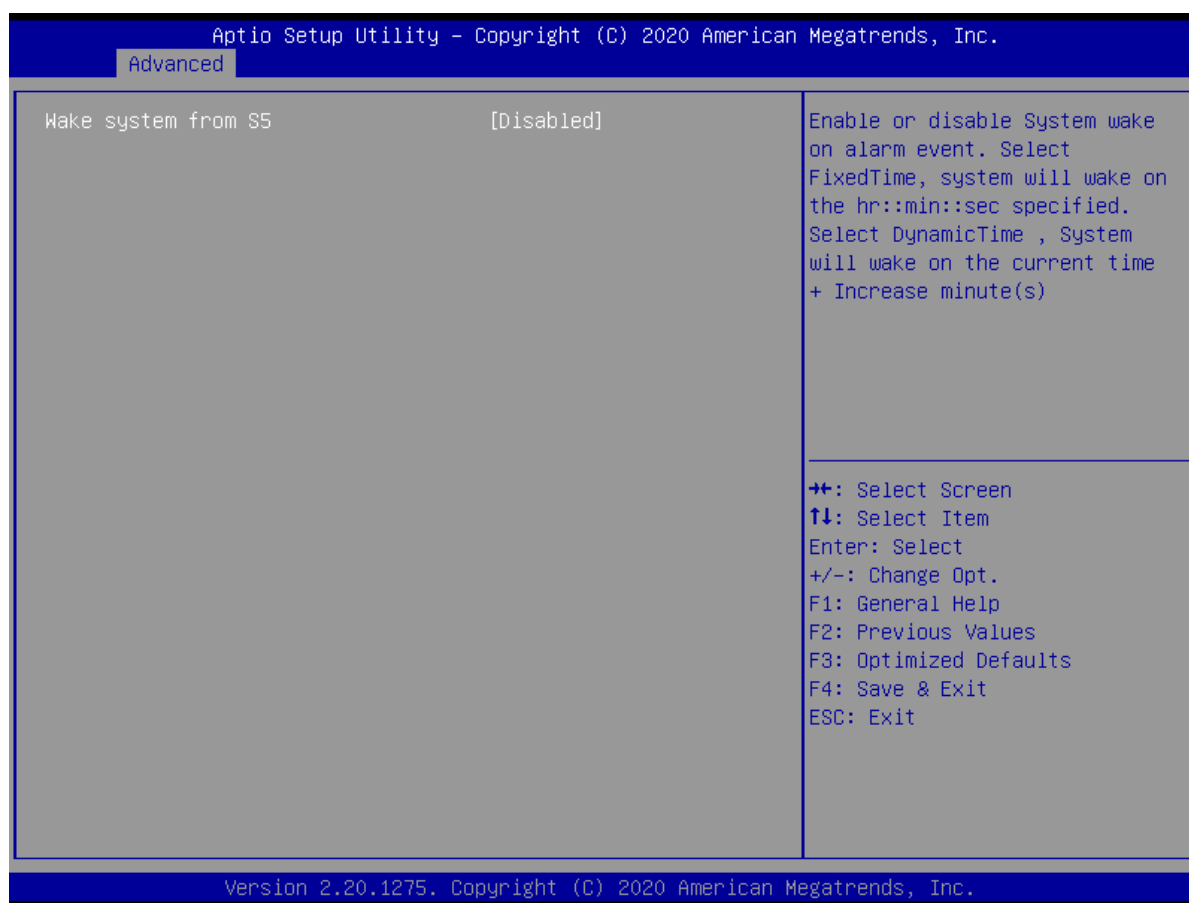 Aptio Setup Utility – Copyright (C) 2020 American Megatrends, Inc.
Advanced
Wake system from S5 [Disabled]
Enable or disable System wake
on alarm event. Select
FixedTime, system will wake on
the hr::min::sec specified.
Select DynamicTime , System
will wake on the current time
+ Increase minute(s)
→←: Select Screen
↑↓: Select Item
Enter: Select
+/-: Change Opt.
F1: General Help
F2: Previous Values
F3: Optimized Defaults
F4: Save & Exit
ESC: Exit
Version 2.20.1275. Copyright (C) 2020 American Megatrends, Inc.